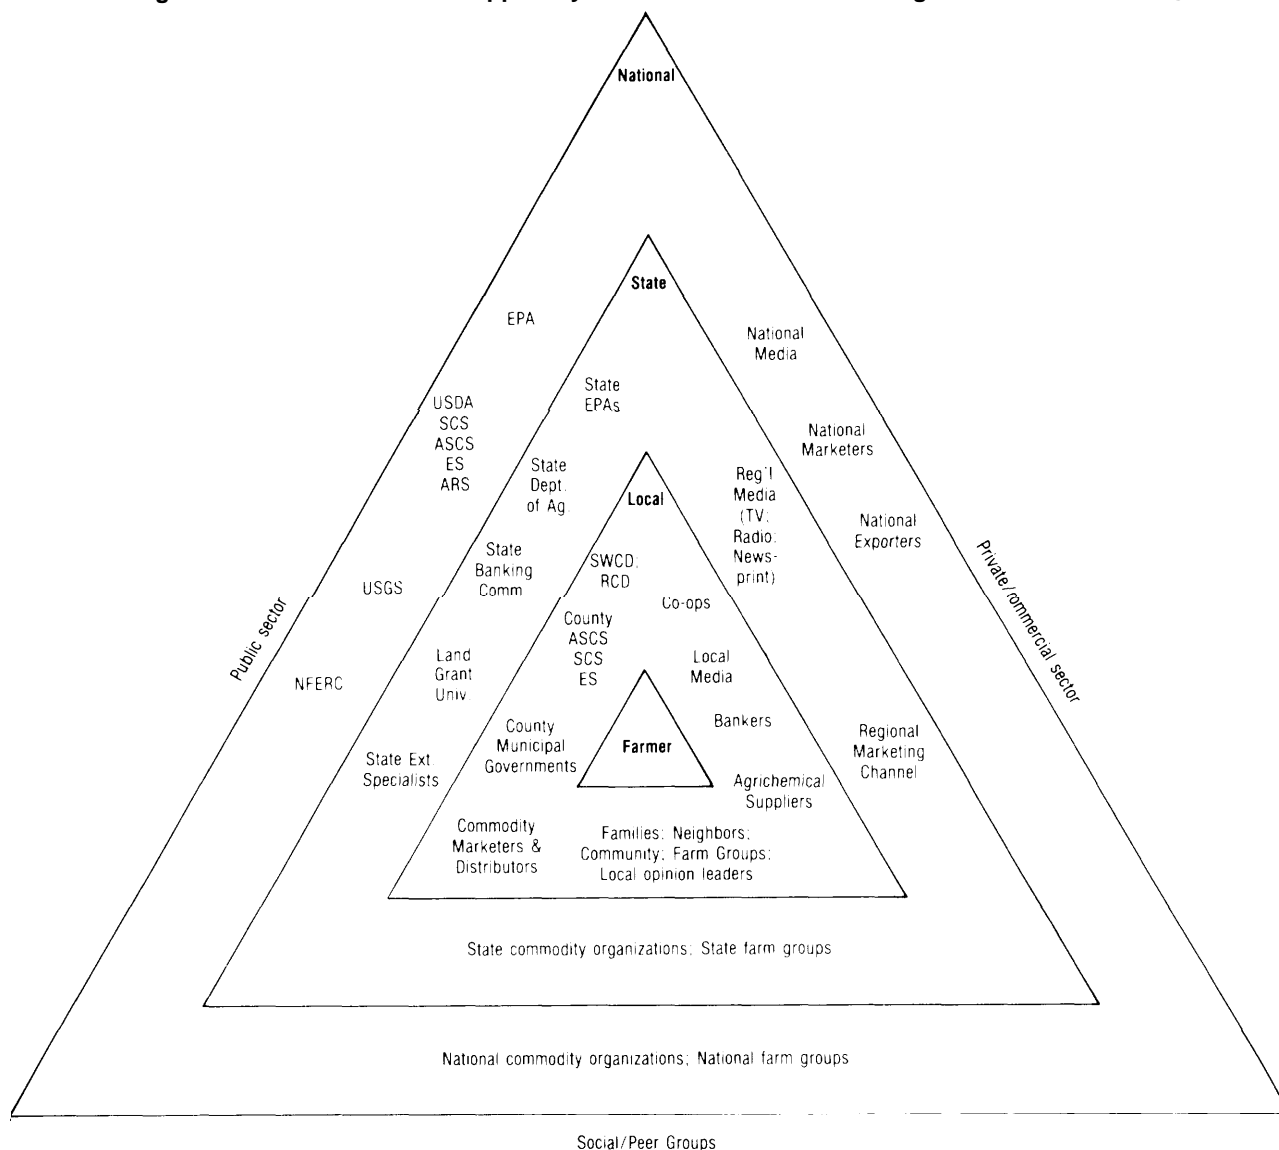 National
State
EPA
National
Media
State
EPAs
USDA
SCS
ASCS
ES
ARS
National
Marketers
State
Dept.
of Ag.
Local
Reg'l
Media
(TV;
Radio;
News-
print)
National
Exporters
State
Banking
Comm
SWCD;
RCD
Co-ops
USGS
County
ASCS
SCS
ES
Local
Media
Land
Grant
Univ.
NFERC
Public sector
Private/commercial sector
Bankers
County
Municipal
Governments
Farmer
Regional
Marketing
Channel
State Ext.
Specialists
Agrichemical
Suppliers
Commodity
Marketers &
Distributors
Families; Neighbors;
Community; Farm Groups;
Local opinion leaders
State commodity organizations; State farm groups
National commodity organizations; National farm groups
Social/Peer Groups